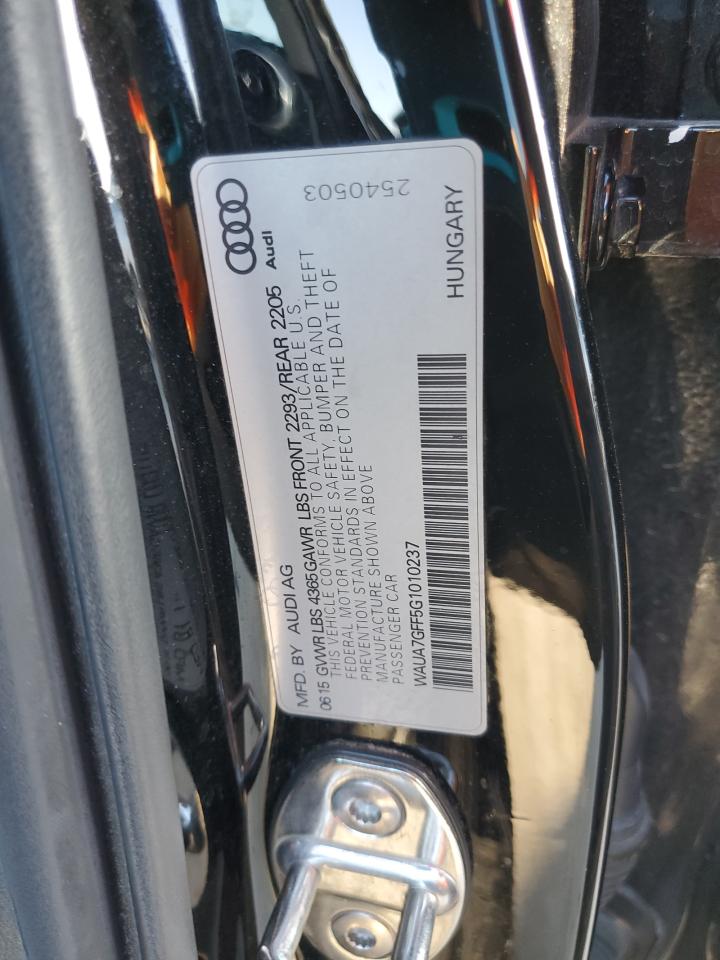 2540503
Audi
MFD. BY AUDI AG
0615 GVWR LBS 4365 GAWR LBS FRONT 2293/REAR 2205
THIS VEHICLE CONFORMS TO ALL APPLICABLE U.S.
FEDERAL MOTOR VEHICLE SAFETY, BUMPER AND THEFT
PREVENTION STANDARDS IN EFFECT ON THE DATE OF
MANUFACTURE SHOWN ABOVE
PASSENGER CAR
WAUA7GFF5G1010237
HUNGARY